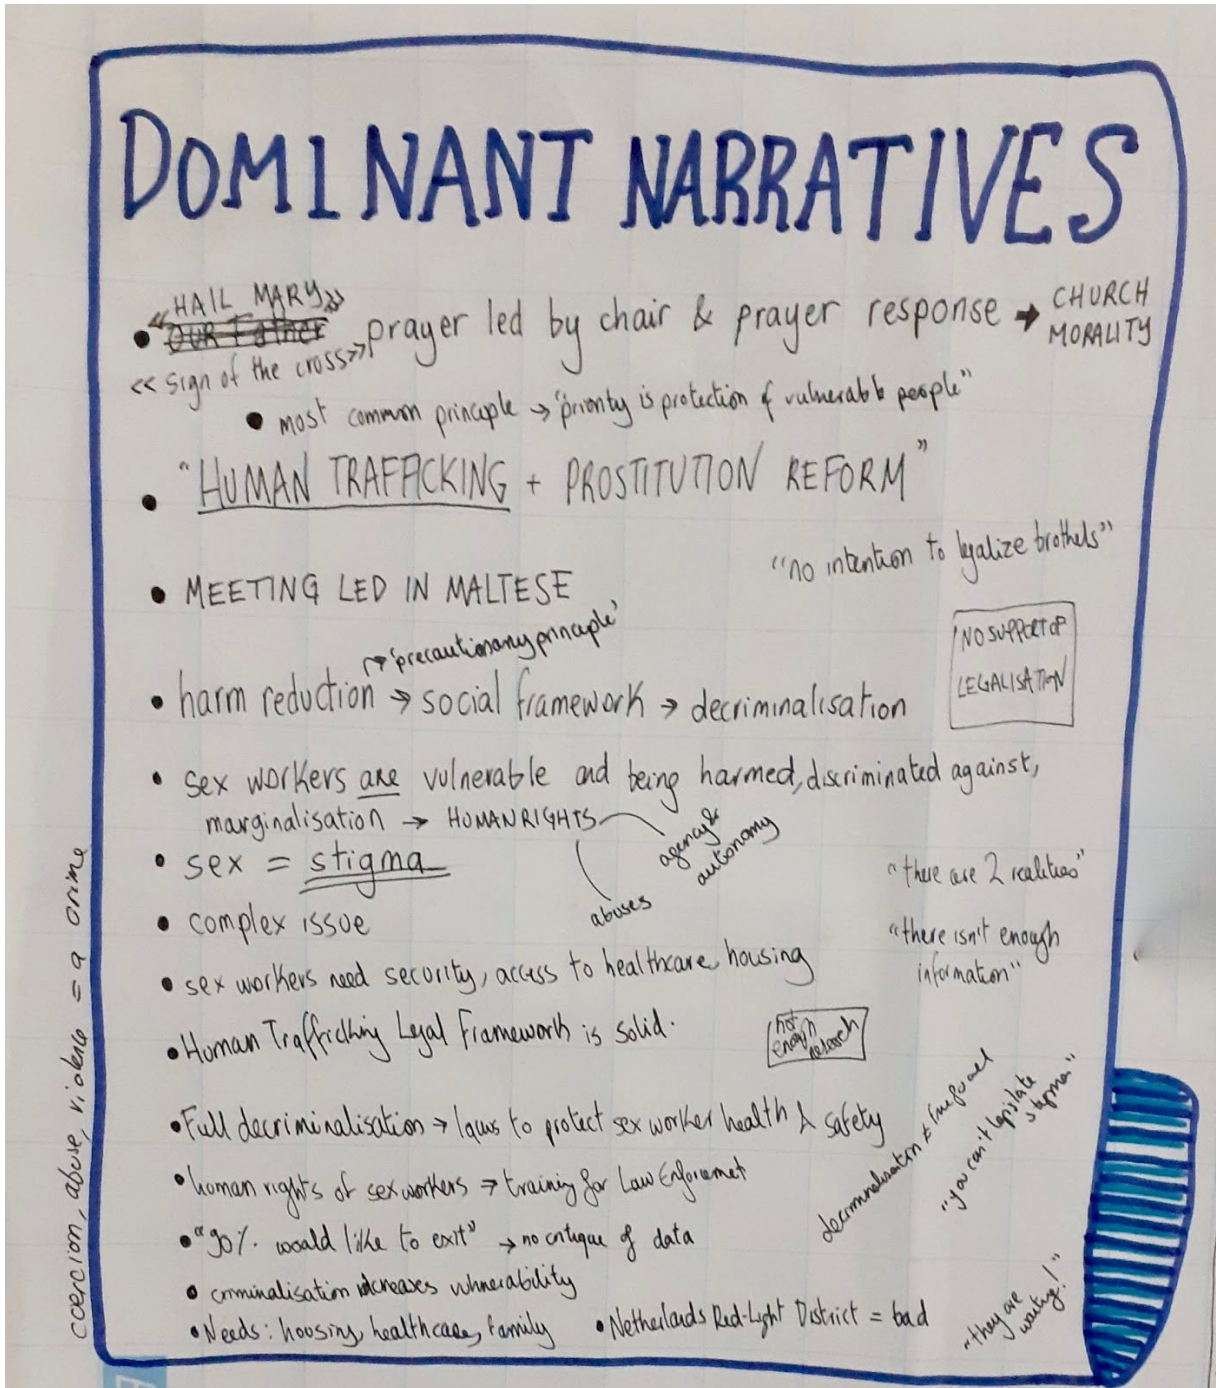 DOMINANT NARRATIVES
<< HAIL MARY >>
OUR Father
• prayer led by chair & prayer response → CHURCH MORALITY
<< sign of the cross >>
• most common principle → "priority is protection of vulnerable people"
• "HUMAN TRAFFICKING + PROSTITUTION REFORM"
"no intention to legalize brothels"
• MEETING LED IN MALTESE
→ 'precautionary principle'
NO SUPPORT OF
LEGALISATION
• harm reduction → social framework → decriminalisation
• sex workers are vulnerable and being harmed, discriminated against,
marginalisation → HUMAN RIGHTS
agency &
autonomy
abuses
• sex = stigma
"there are 2 realities"
• complex issue
"there isn't enough
information"
• sex workers need security, access to healthcare, housing
• Human Trafficking Legal Framework is solid.
not
enough
research
• Full decriminalisation → laws to protect sex worker health & safety
decriminalisation ≠ free for all
"you can't legislate
stigma"
• human rights of sex workers → training for Law Enforcemet
• "90% would like to exit" → no critique of data
• criminalisation increases vulnerability
• Needs: housing, healthcare, family
• Netherlands Red-Light District = bad
"they are
waiting!"
coercion, abuse, violence = a crime